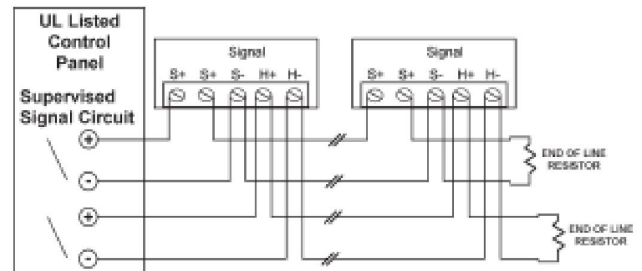 UL Listed
Control
Panel
Supervised
Signal Circuit
+
-
+
-
Signal
S+ S+ S- H+ H-
Signal
S+ S+ S- H+ H-
END OF LINE
RESISTOR
END OF LINE
RESISTOR